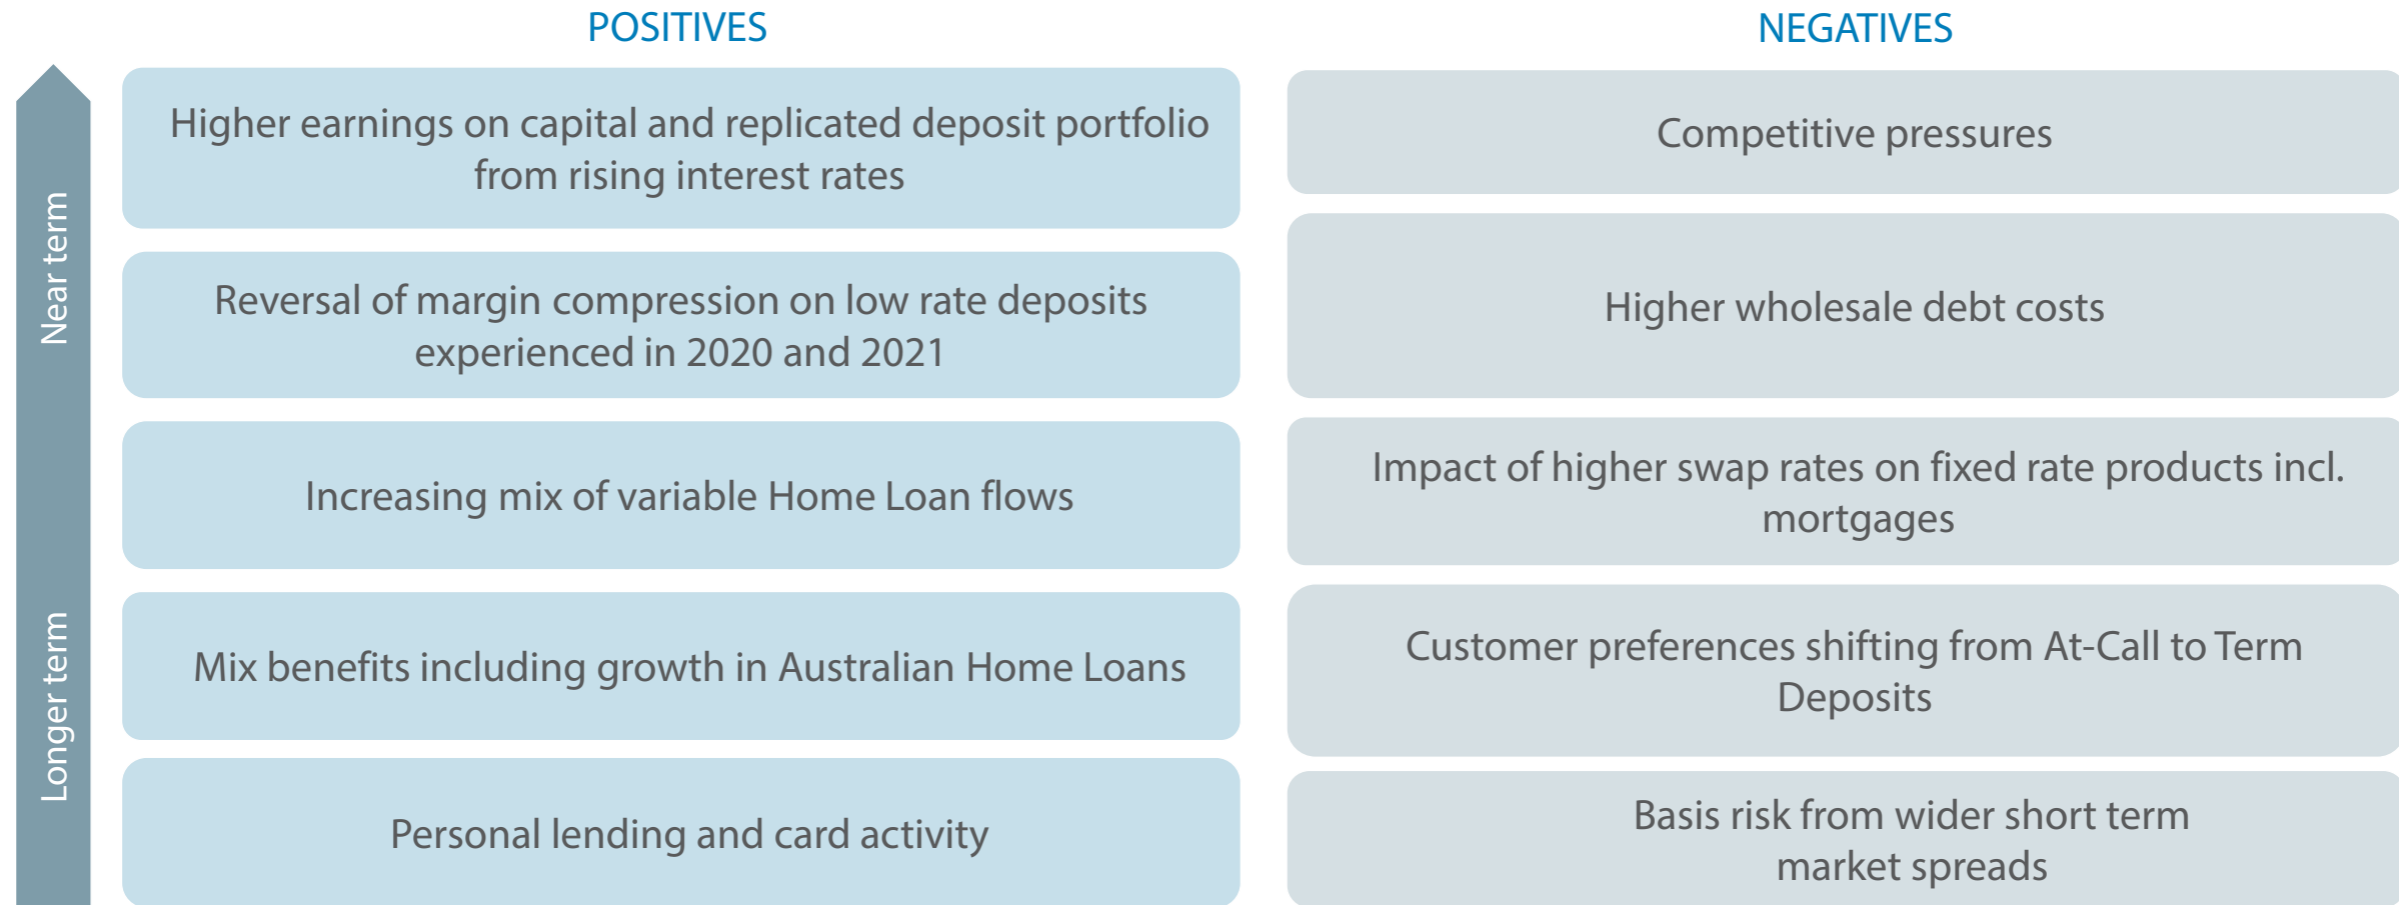 POSITIVES
NEGATIVES
Near term
Longer term
Higher earnings on capital and replicated deposit portfolio
from rising interest rates
Reversal of margin compression on low rate deposits
experienced in 2020 and 2021
Increasing mix of variable Home Loan flows
Mix benefits including growth in Australian Home Loans
Personal lending and card activity
Competitive pressures
Higher wholesale debt costs
Impact of higher swap rates on fixed rate products incl.
mortgages
Customer preferences shifting from At-Call to Term
Deposits
Basis risk from wider short term
market spreads